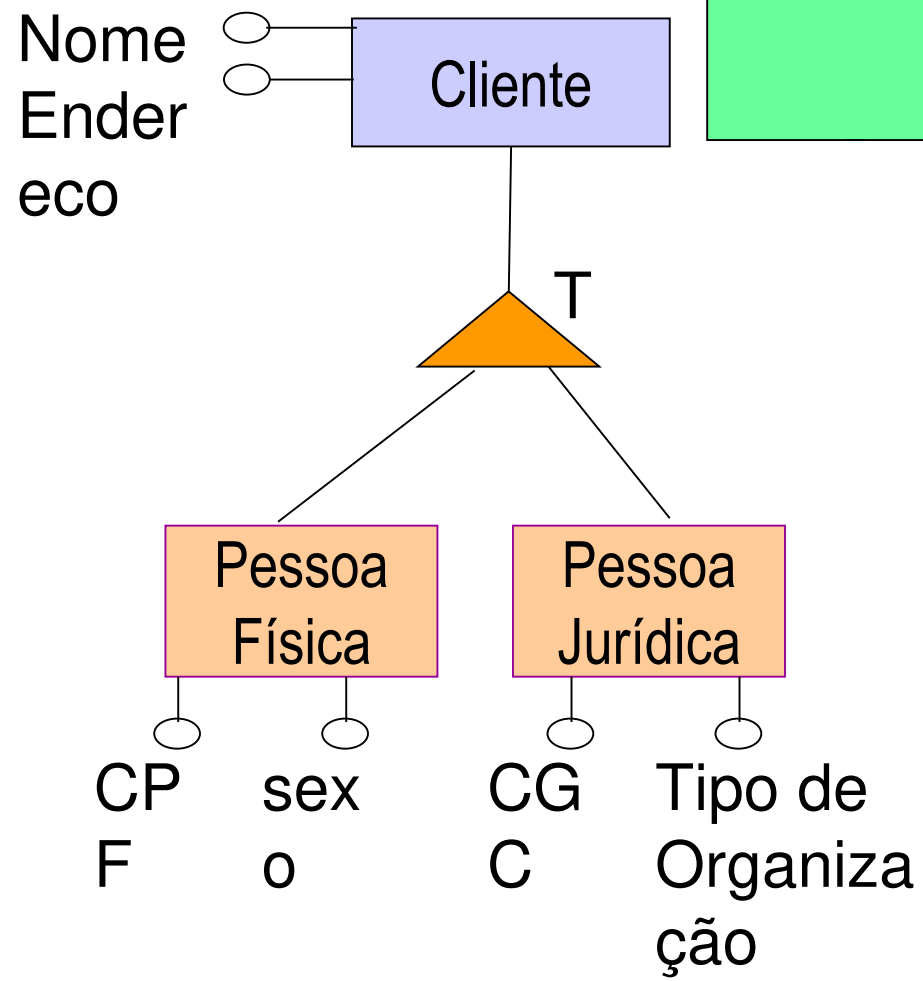 Nome
Ender
eco
Cliente
T
Pessoa
Física
Pessoa
Jurídica
CP
F
sex
o
CG
C
Tipo de
Organiza
ção